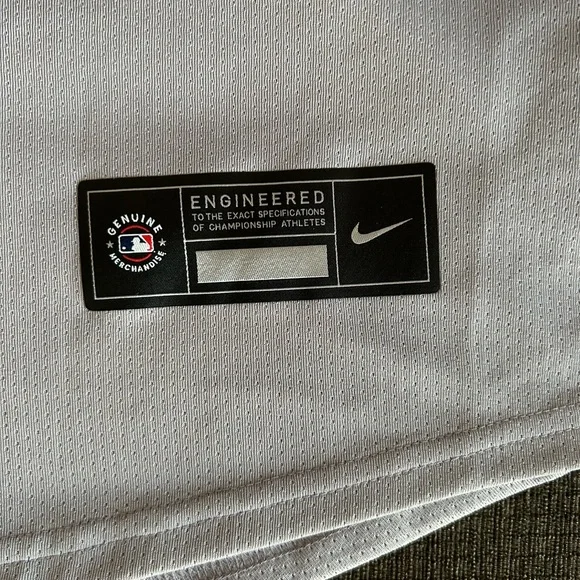 GENUINE
MERCHANDISE
ENGINEERED
TO THE EXACT SPECIFICATIONS
OF CHAMPIONSHIP ATHLETES